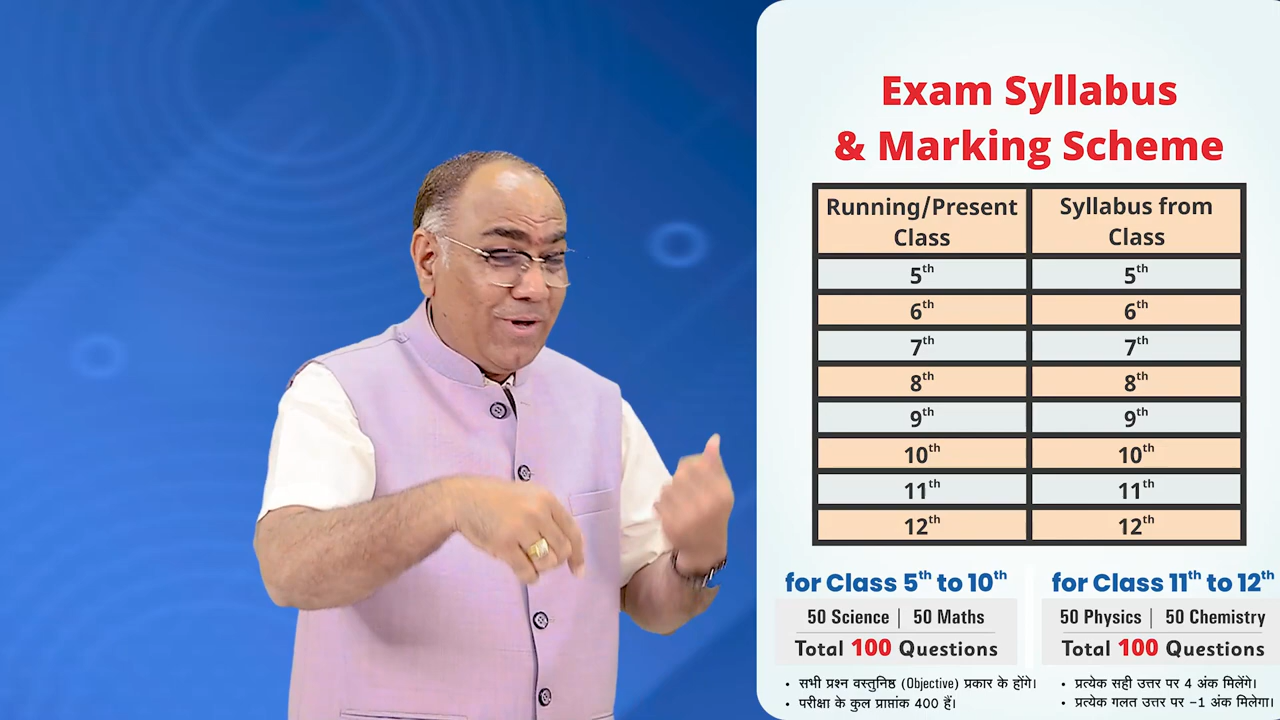 Exam Syllabus
& Marking Scheme
Running/Present Class
Syllabus from Class
5th 5th
6th 6th
7th 7th
8th 8th
9th 9th
10th 10th
11th 11th
12th 12th
for Class 5th to 10th
50 Science | 50 Maths
Total 100 Questions
for Class 11th to 12th
50 Physics | 50 Chemistry
Total 100 Questions
• सभी प्रश्न वस्तुनिष्ठ (Objective) प्रकार के होंगे।
• परीक्षा के कुल प्राप्तांक 400 हैं।
• प्रत्येक सही उत्तर पर 4 अंक मिलेंगे।
• प्रत्येक गलत उत्तर पर -1 अंक मिलेगा।